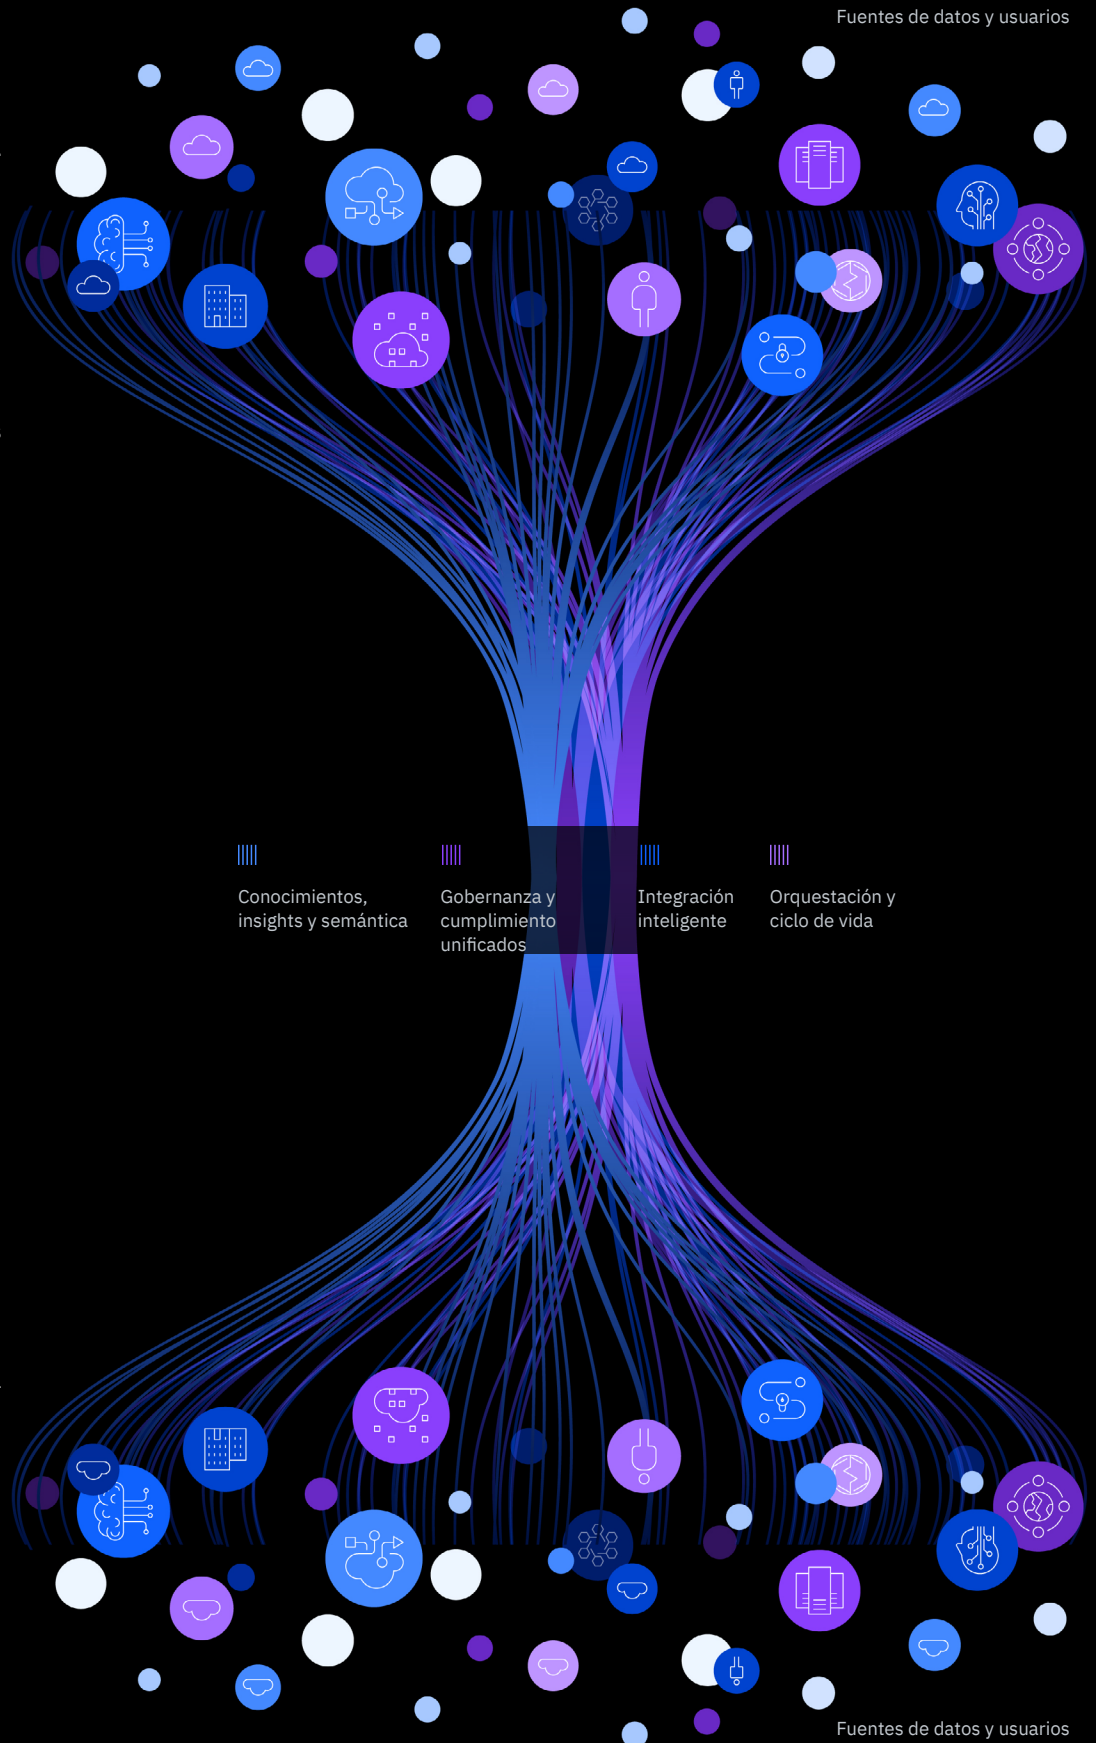 Fuentes de datos y usuarios
Conocimientos,
insights y semántica
Gobernanza y
cumplimiento
unificados
Integración
inteligente
Orquestación y
ciclo de vida
Fuentes de datos y usuarios